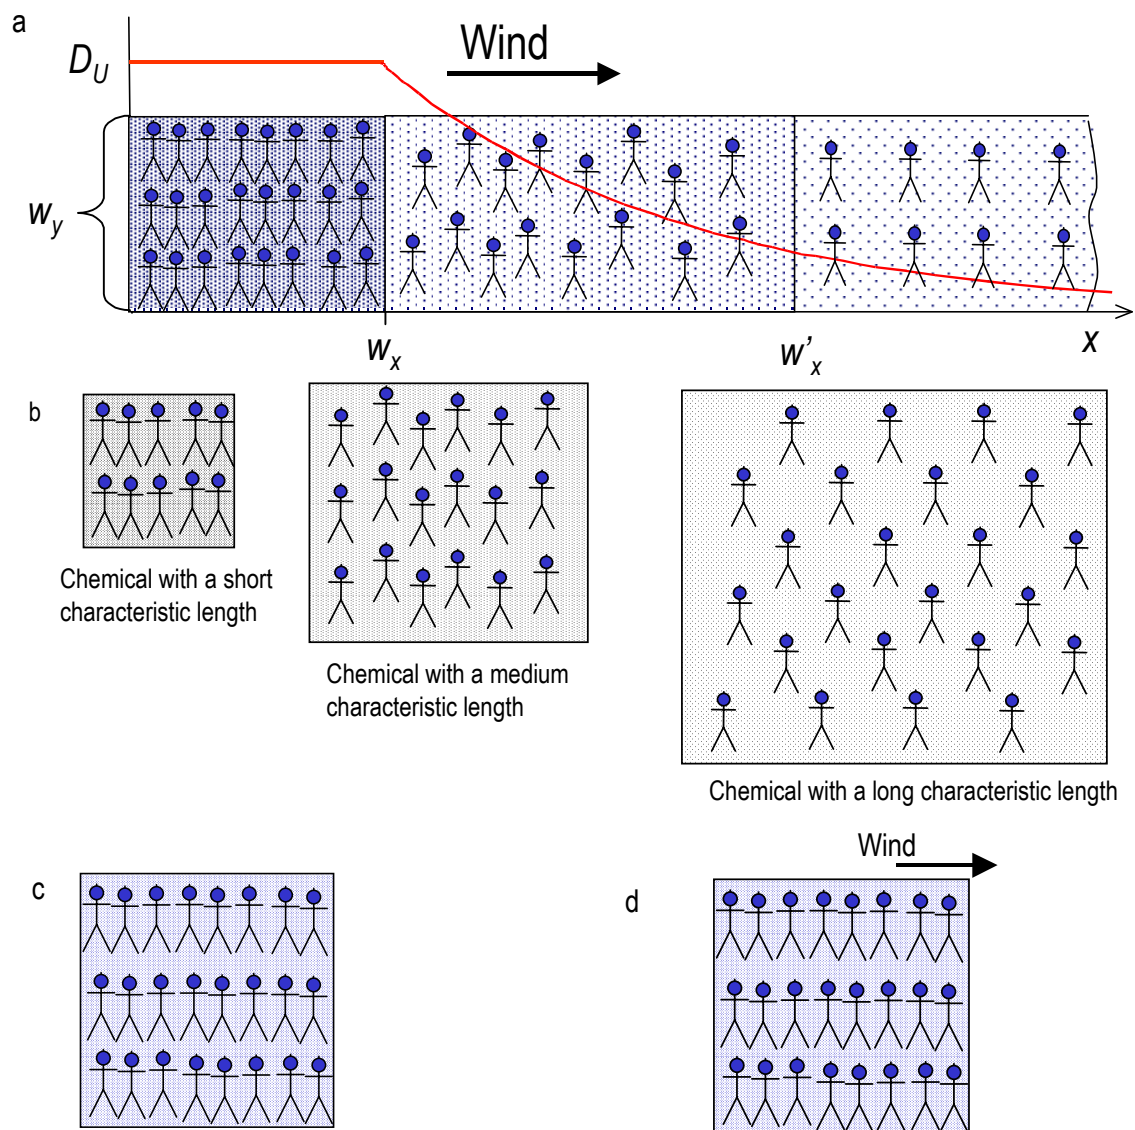 a
Wind
D_U
w_y
w_x
w'_x
x
b
Chemical with a short
characteristic length
Chemical with a medium
characteristic length
Chemical with a long characteristic length
Wind
c
d